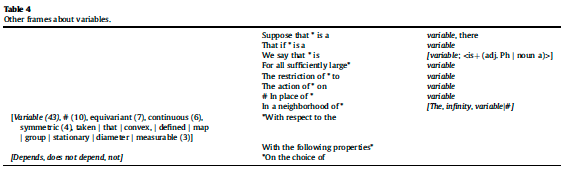 Table 4
Other frames about variables.
Suppose that * is a variable, there
That if * is a variable
We say that * is [variable; <is+ (adj. Ph | noun a)>]
For all sufficiently large* variable
The restriction of * to variable
The action of * on variable
# In place of * variable
In a neighborhood of * [The, infinity, variable|#]
[Variable (43), # (10), equivariant (7), continuous (6), *With respect to the
symmetric (4), taken | that | convex, | defined | map
| group | stationary | diameter | measurable (3)]
With the following properties*
[Depends, does not depend, not] *On the choice of